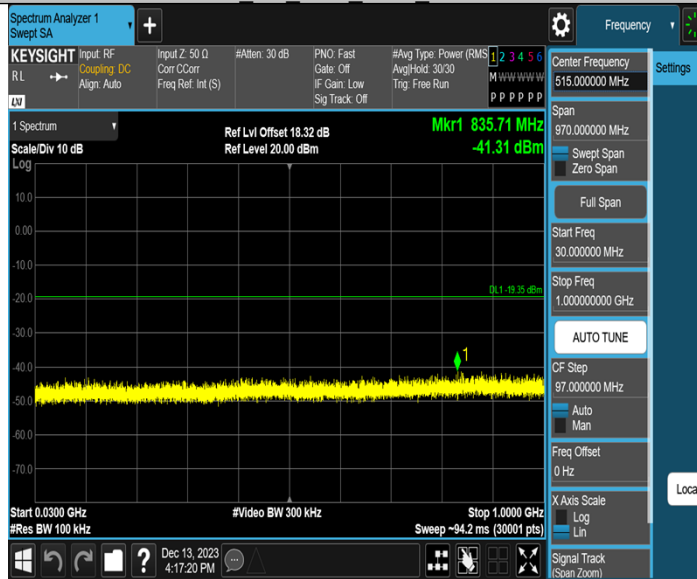 Spectrum Analyzer 1
Swept SA
Frequency
KEYSIGHT
RL
LXI
Input: RF
Coupling: DC
Align: Auto
Input Z: 50 Ω
Corr CCorr
Freq Ref: Int (S)
#Atten: 30 dB
PNO: Fast
Gate: Off
IF Gain: Low
Sig Track: Off
#Avg Type: Power (RMS
Avg|Hold: 30/30
Trig: Free Run
1 2 3 4 5 6
M W W W W W
P P P P P P
Center Frequency
515.000000 MHz
Settings
Span
970.000000 MHz
Swept Span
Zero Span
Full Span
Start Freq
30.000000 MHz
Stop Freq
1.000000000 GHz
AUTO TUNE
CF Step
97.000000 MHz
Auto
Man
Freq Offset
0 Hz
X Axis Scale
Log
Lin
Signal Track
(Span Zoom)
Loca
1 Spectrum
Scale/Div 10 dB
Log
Ref Lvl Offset 18.32 dB
Ref Level 20.00 dBm
Mkr1 835.71 MHz
-41.31 dBm
10.0
0.00
-10.0
DL1 -19.35 dBm
-20.0
-30.0
1
-40.0
-50.0
-60.0
-70.0
Start 0.0300 GHz
#Res BW 100 kHz
#Video BW 300 kHz
Stop 1.0000 GHz
Sweep ~94.2 ms (30001 pts)
?
Dec 13, 2023
4:17:20 PM